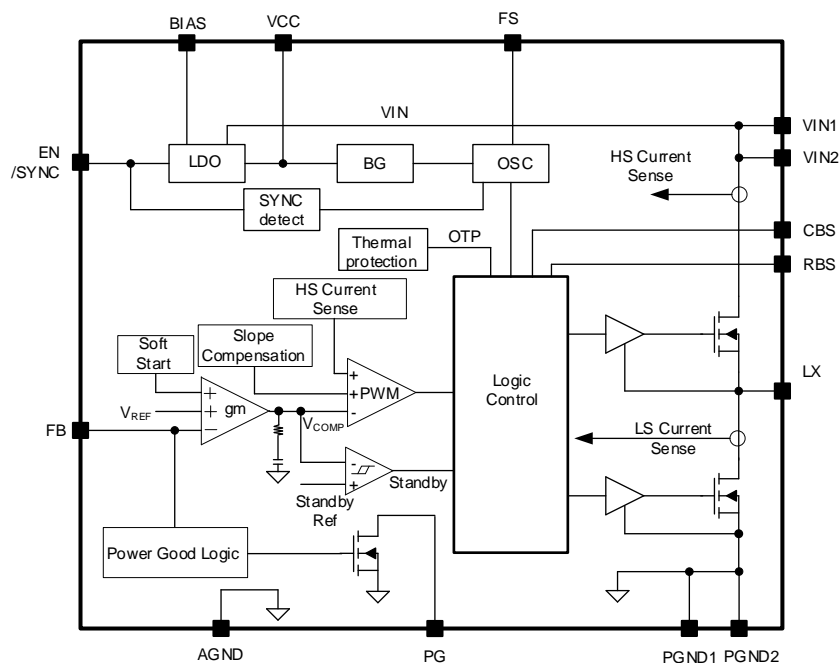 BIAS
VCC
FS
VIN
VIN1
EN
/SYNC
LDO
BG
OSC
VIN2
HS Current
Sense
SYNC
detect
CBS
Thermal
protection
OTP
RBS
HS Current
Sense
Soft
Start
Slope
Compensation
+
+
-
PWM
Logic
Control
LX
VREF
+
+
-
gm
FB
VCOMP
LS Current
Sense
-
+
Standby
Standby
Ref
Power Good Logic
AGND
PG
PGND1
PGND2